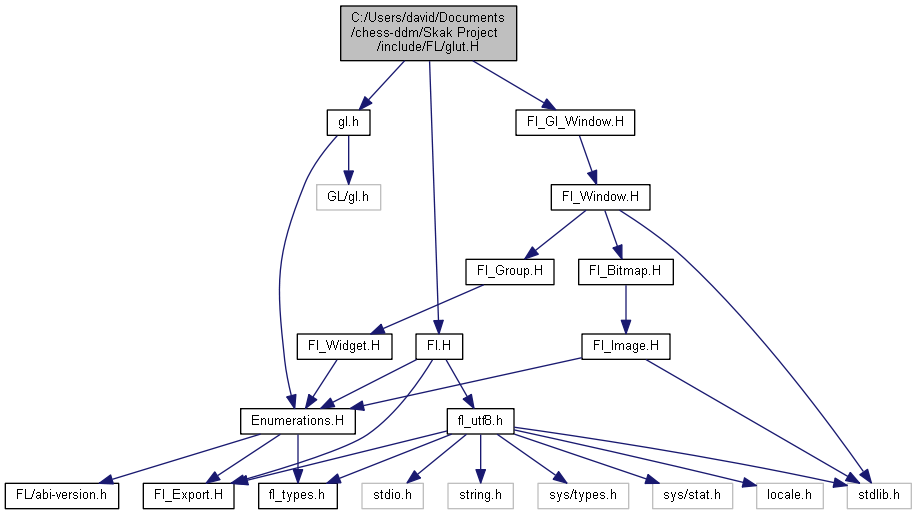 C:/Users/david/Documents
/chess-ddm/Skak Project
/include/FL/glut.H
gl.h
Fl_Gl_Window.H
GL/gl.h
Fl_Window.H
Fl_Group.H
Fl_Bitmap.H
Fl_Widget.H
Fl.H
Fl_Image.H
Enumerations.H
fl_utf8.h
FL/abi-version.h
Fl_Export.H
fl_types.h
stdio.h
string.h
sys/types.h
sys/stat.h
locale.h
stdlib.h